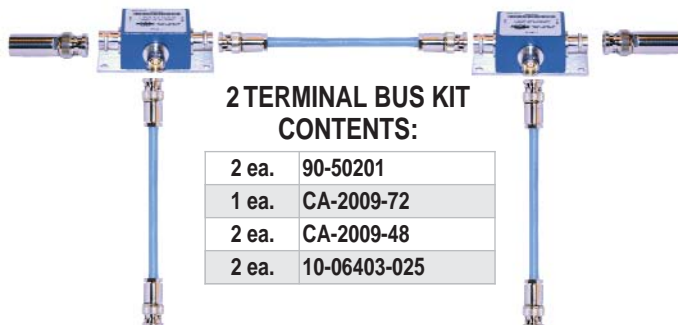 2 TERMINAL BUS KIT
CONTENTS:
2 ea. 90-50201
1 ea. CA-2009-72
2 ea. CA-2009-48
2 ea. 10-06403-025